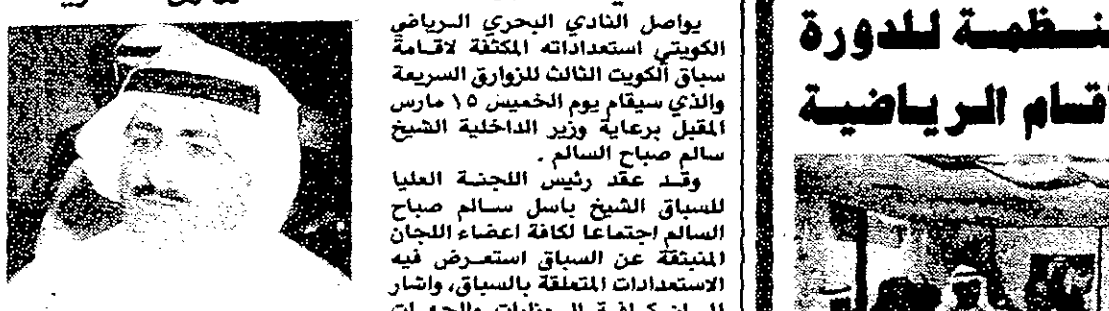 نـظمــة للدورة
قسام الرياضية
يواصل النادي البحري الرياضي
الكويتي استعداداته المكثفة لاقامة
سباق الكويت الثالث للزوارق السريعة
والذي سيقام يوم الخميس ١٥ مارس
المقبل برعاية وزير الداخلية الشيخ
سالم صباح السالم .
وقد عقد رئيس اللجنة العليا
للسباق الشيخ باسل سالم صباح
السالم اجتماعا لكافة اعضاء اللجان
المنبثقة عن السباق استعرض فيه
الاستعدادات المتعلقة بالسباق، واشار